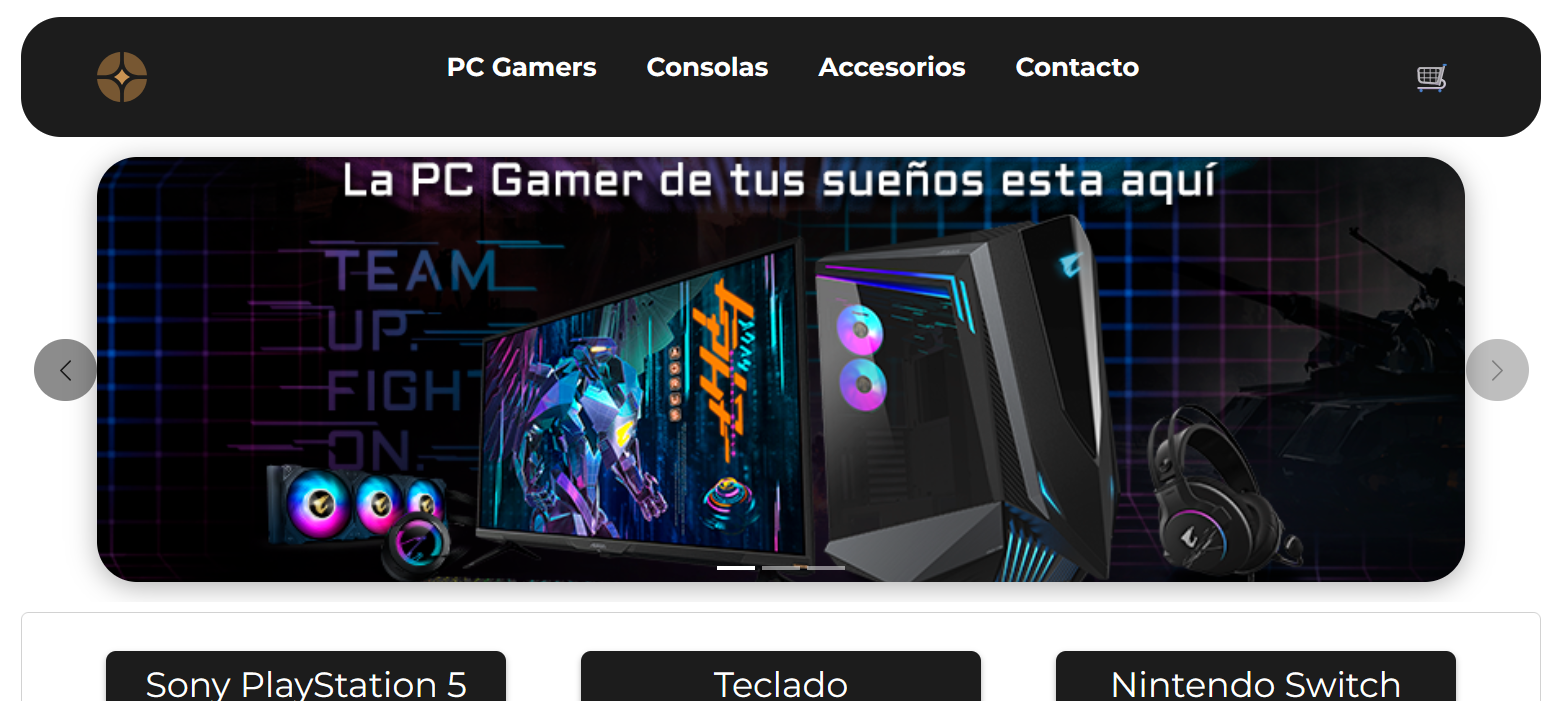 PC Gamers Consolas Accesorios Contacto
La PC Gamer de tus sueños esta aquí
TEAM
UP.
FIGHT
ON.
Sony PlayStation 5
Teclado
Nintendo Switch